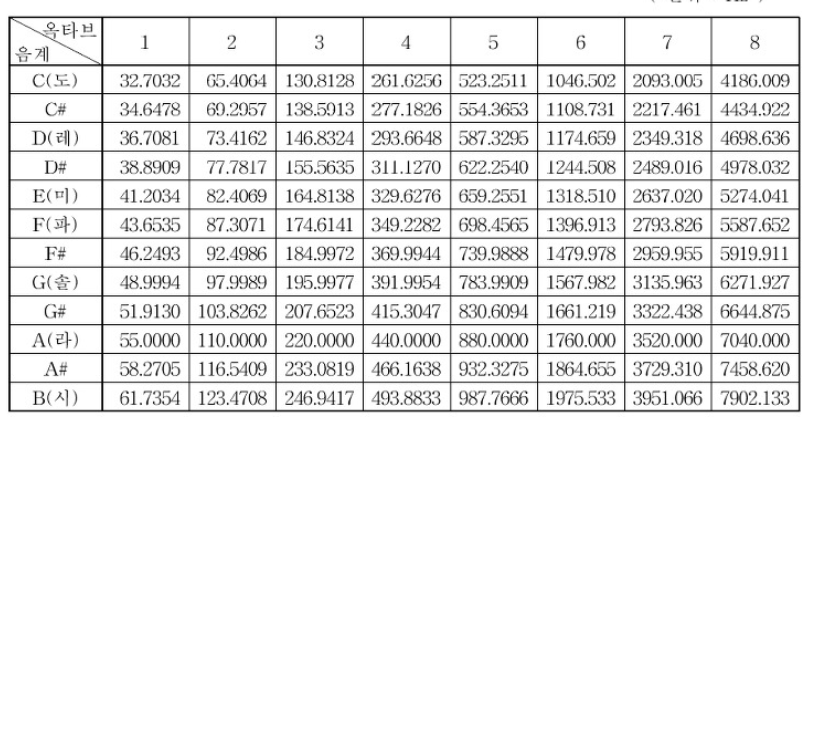 옥타브
음계 1 2 3 4 5 6 7 8
C(도) 32.7032 65.4064 130.8128 261.6256 523.2511 1046.502 2093.005 4186.009
C# 34.6478 69.2957 138.5913 277.1826 554.3653 1108.731 2217.461 4434.922
D(레) 36.7081 73.4162 146.8324 293.6648 587.3295 1174.659 2349.318 4698.636
D# 38.8909 77.7817 155.5635 311.1270 622.2540 1244.508 2489.016 4978.032
E(미) 41.2034 82.4069 164.8138 329.6276 659.2551 1318.510 2637.020 5274.041
F(파) 43.6535 87.3071 174.6141 349.2282 698.4565 1396.913 2793.826 5587.652
F# 46.2493 92.4986 184.9972 369.9944 739.9888 1479.978 2959.955 5919.911
G(솔) 48.9994 97.9989 195.9977 391.9954 783.9909 1567.982 3135.963 6271.927
G# 51.9130 103.8262 207.6523 415.3047 830.6094 1661.219 3322.438 6644.875
A(라) 55.0000 110.0000 220.0000 440.0000 880.0000 1760.000 3520.000 7040.000
A# 58.2705 116.5409 233.0819 466.1638 932.3275 1864.655 3729.310 7458.620
B(시) 61.7354 123.4708 246.9417 493.8833 987.7666 1975.533 3951.066 7902.133